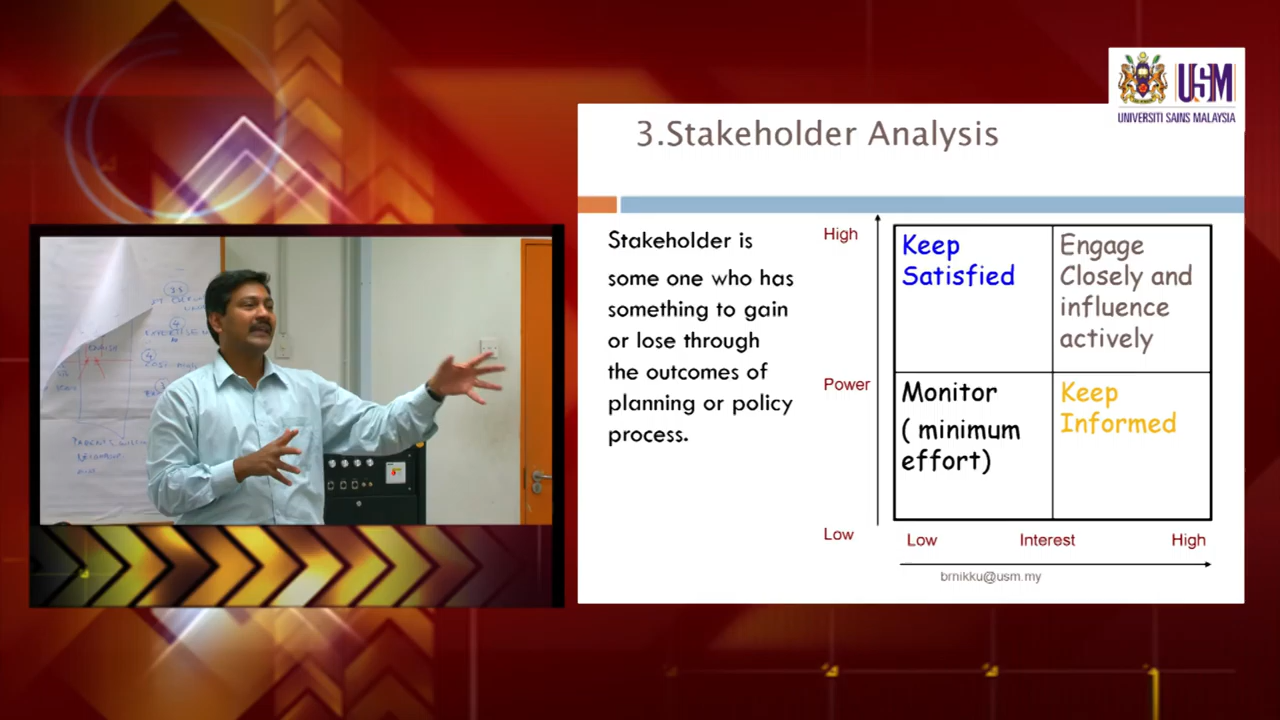 USM
UNIVERSITI SAINS MALAYSIA
3.Stakeholder Analysis
Stakeholder is
some one who has
something to gain
or lose through
the outcomes of
planning or policy
process.
High
Power
Low
Keep
Satisfied
Engage
Closely and
influence
actively
Monitor
( minimum
effort)
Keep
Informed
Low Interest High
brnikku@usm.my